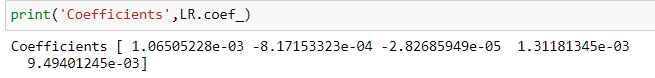 print('Coefficients',LR.coef_)
Coefficients [ 1.06505228e-03 -8.17153323e-04 -2.82685949e-05  1.31181345e-03
  9.49401245e-03]